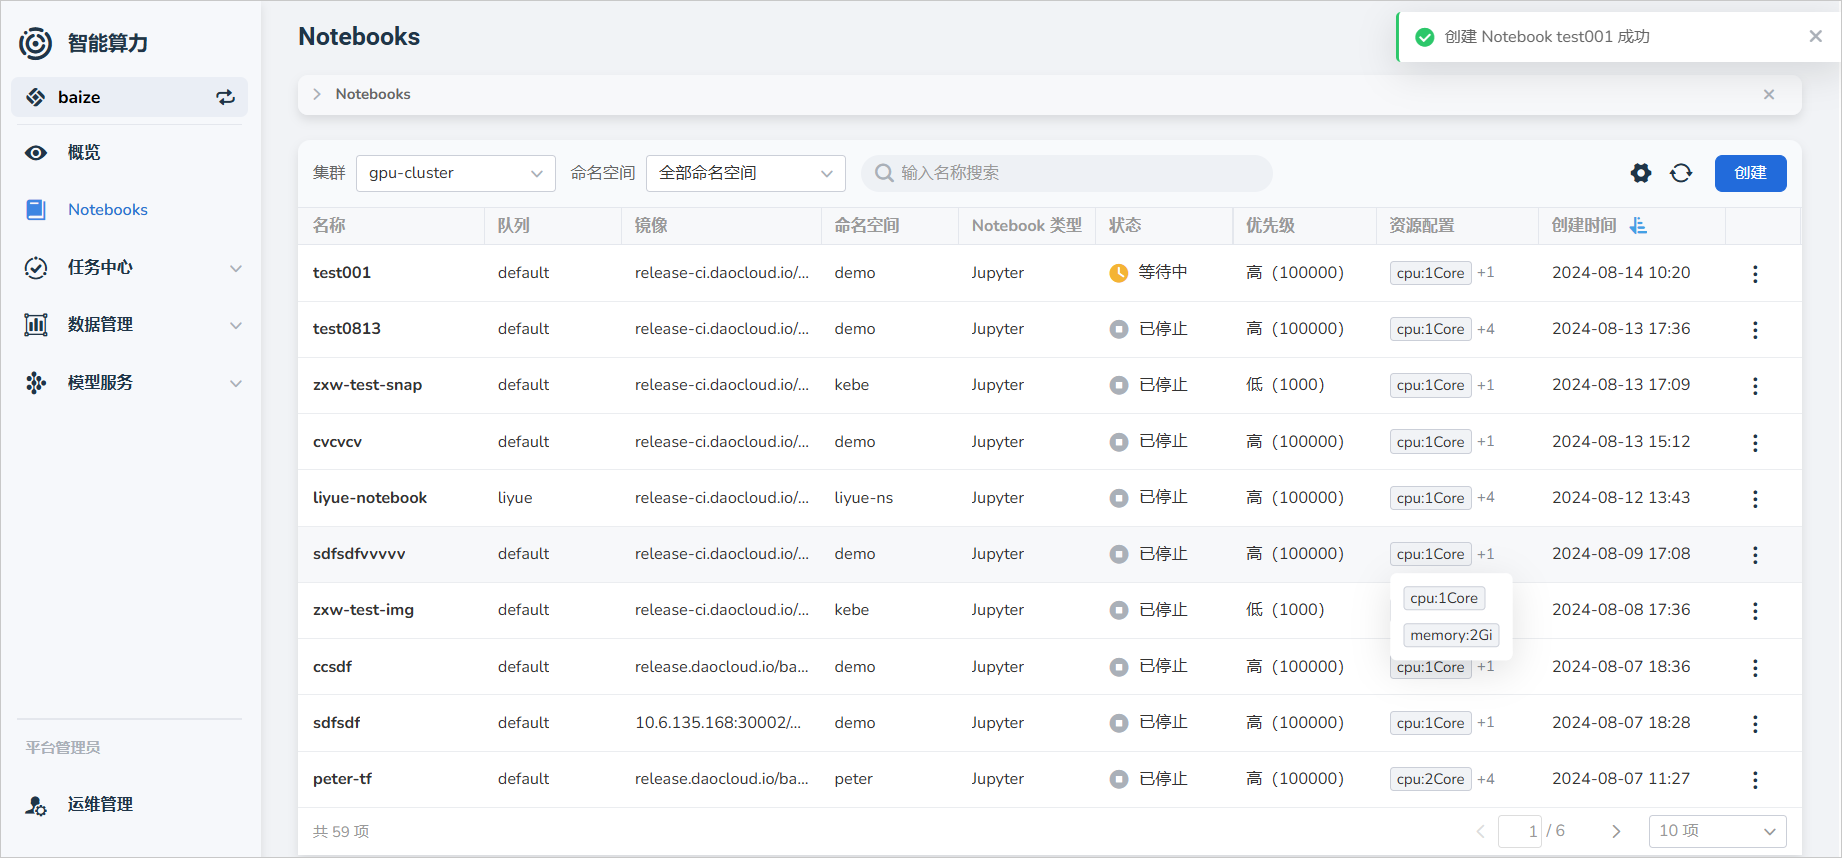 智能算力
baize
概览
Notebooks
任务中心
数据管理
模型服务
平台管理员
运维管理
Notebooks
创建 Notebook test001 成功
Notebooks
集群 gpu-cluster 命名空间 全部命名空间 输入名称搜索 创建
名称 队列 镜像 命名空间 Notebook 类型 状态 优先级 资源配置 创建时间
test001 default release-ci.daocloud.io/... demo Jupyter 等待中 高（100000） cpu:1Core +1 2024-08-14 10:20
test0813 default release-ci.daocloud.io/... demo Jupyter 已停止 高（100000） cpu:1Core +4 2024-08-13 17:36
zxw-test-snap default release-ci.daocloud.io/... kebe Jupyter 已停止 低（1000） cpu:1Core +1 2024-08-13 17:09
cvcvcv default release-ci.daocloud.io/... demo Jupyter 已停止 高（100000） cpu:1Core +1 2024-08-13 15:12
liyue-notebook liyue release-ci.daocloud.io/... liyue-ns Jupyter 已停止 高（100000） cpu:1Core +4 2024-08-12 13:43
sdfsdfvvvvv default release-ci.daocloud.io/... demo Jupyter 已停止 高（100000） cpu:1Core +1 2024-08-09 17:08
cpu:1Core
memory:2Gi
zxw-test-img default release-ci.daocloud.io/... kebe Jupyter 已停止 低（1000） 2024-08-08 17:36
ccsdf default release.daocloud.io/ba... demo Jupyter 已停止 高（100000） cpu:1Core +1 2024-08-07 18:36
sdfsdf default 10.6.135.168:30002/... demo Jupyter 已停止 高（100000） cpu:1Core +1 2024-08-07 18:28
peter-tf default release.daocloud.io/ba... peter Jupyter 已停止 高（100000） cpu:2Core +4 2024-08-07 11:27
共 59 项 1 / 6 10 项